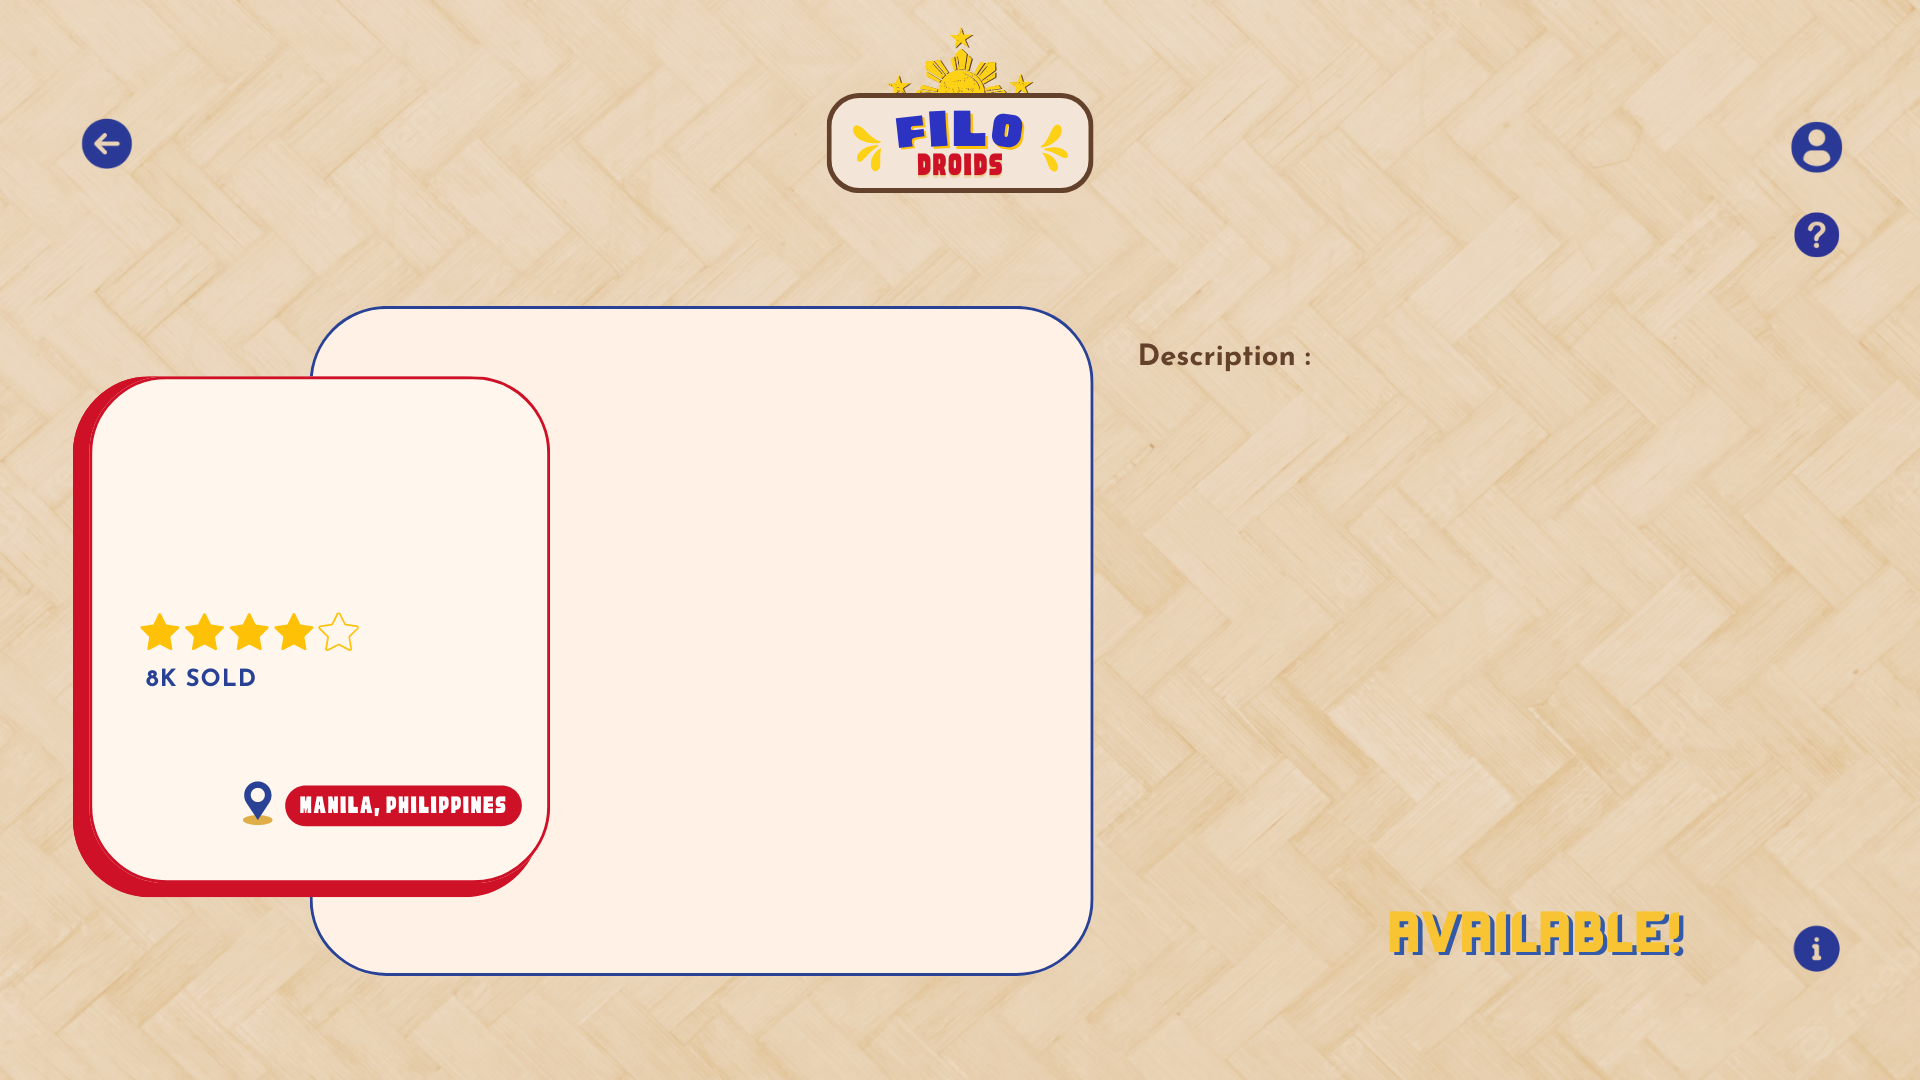 FILO
DROIDS
Description :
8K SOLD
MANILA, PHILIPPINES
AVAILABLE!